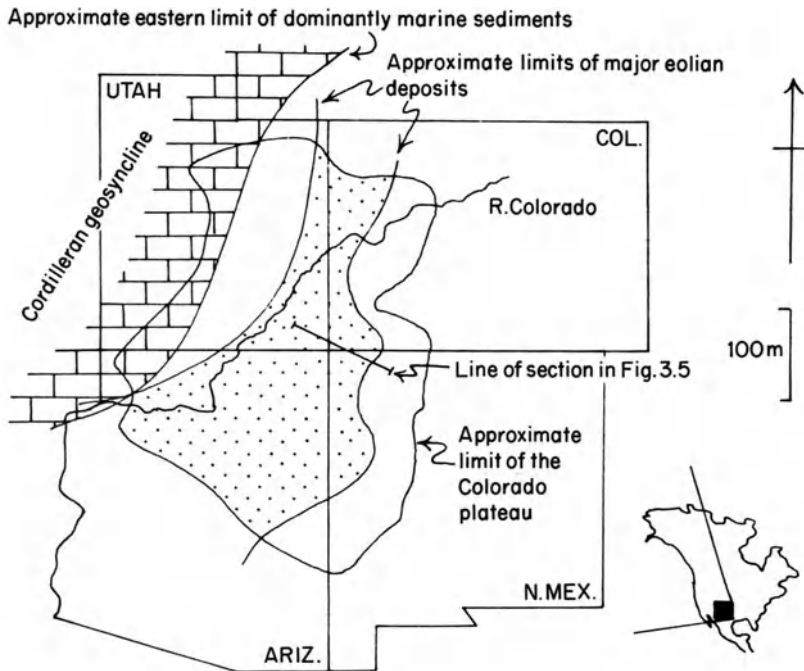 Approximate eastern limit of dominantly marine sediments
Approximate limits of major eolian
deposits
UTAH
COL.
Cordilleran geosyncline
R.Colorado
100m
Line of section in Fig.3.5
Approximate
limit of the
Colorado
plateau
N.MEX.
ARIZ.